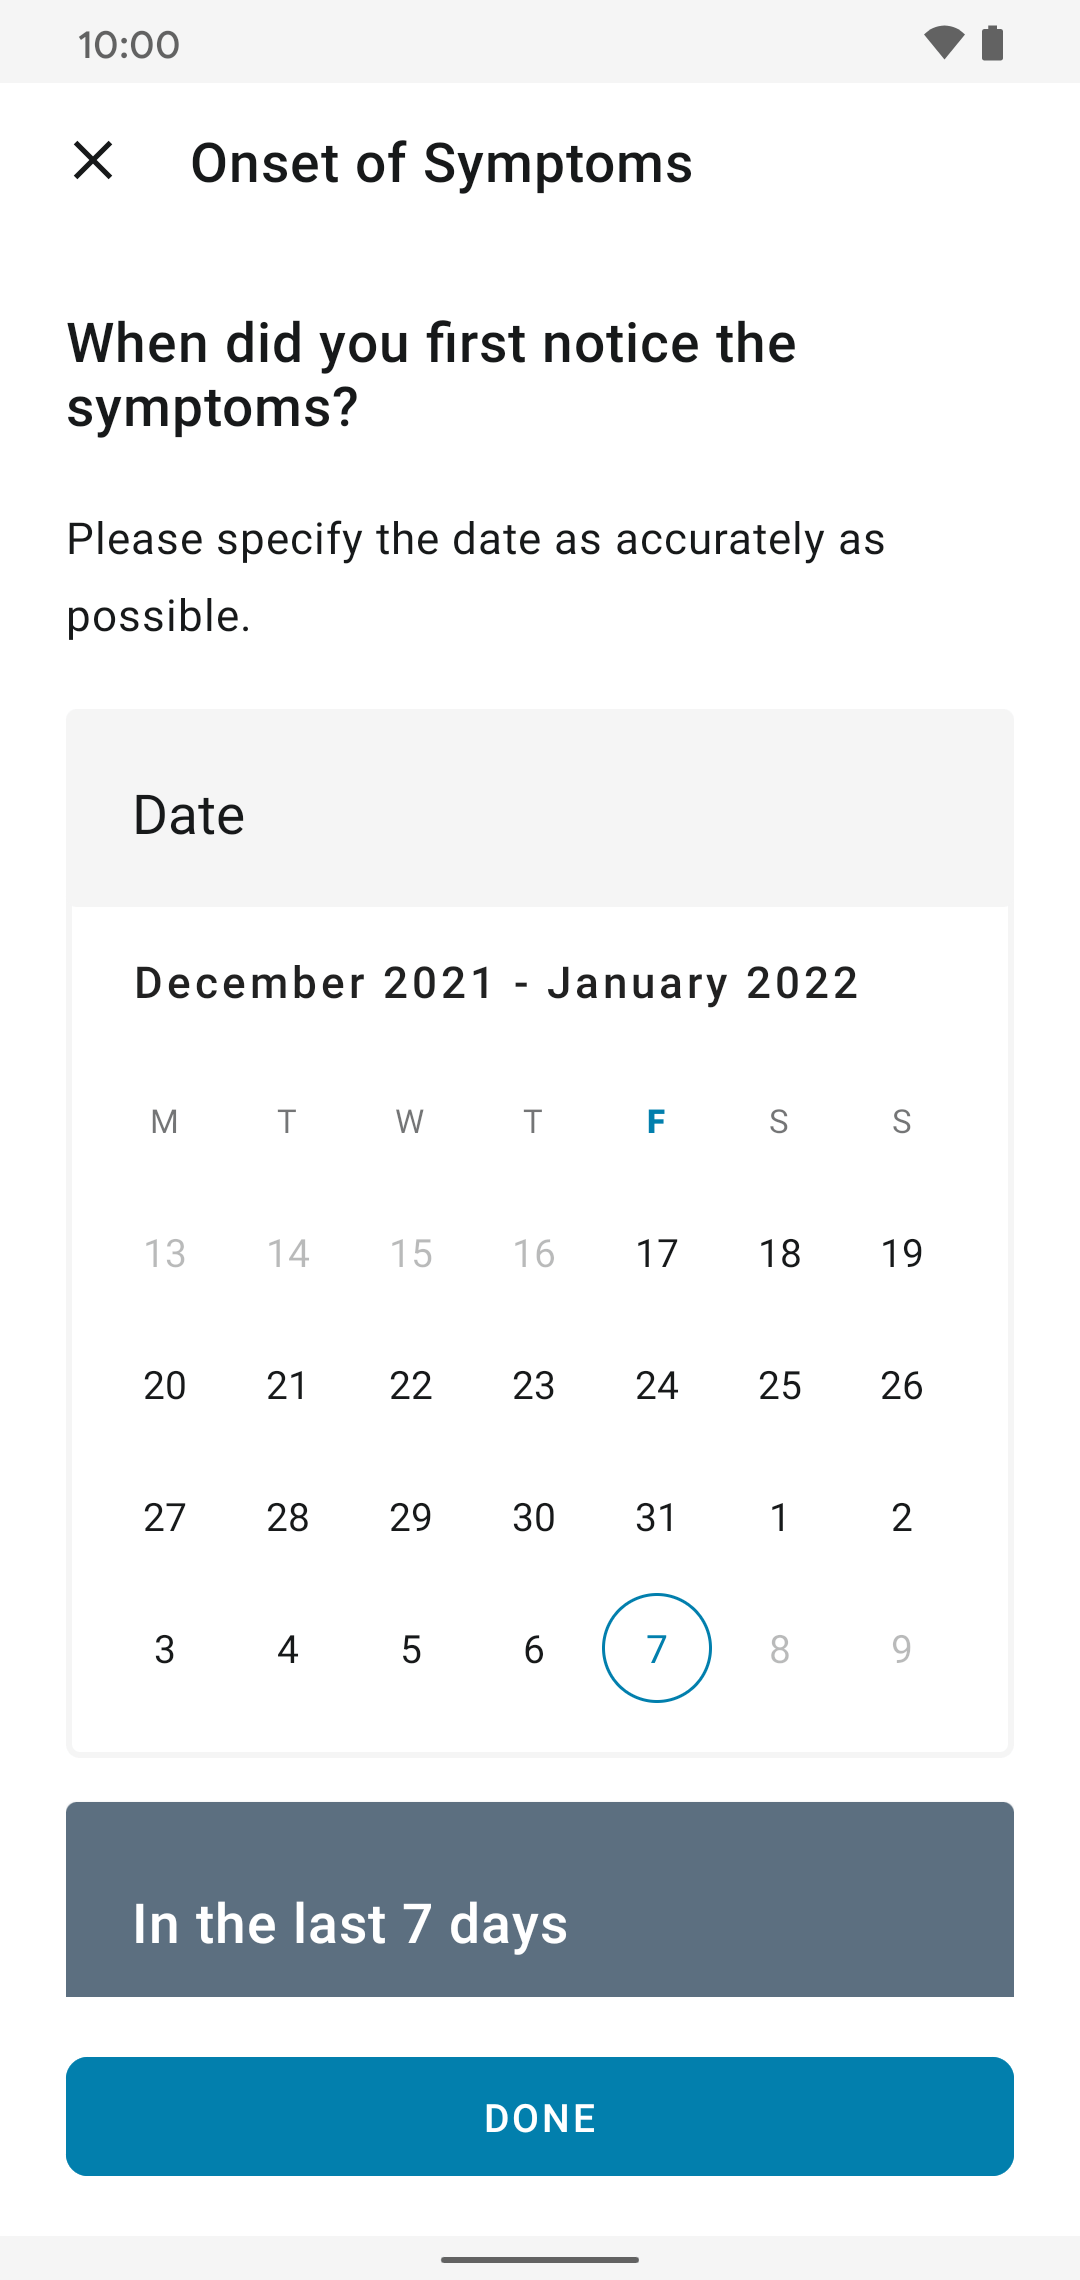 10:00
Onset of Symptoms
When did you first notice the
symptoms?
Please specify the date as accurately as
possible.
Date
December 2021 - January 2022
M T W T F S S
13 14 15 16 17 18 19
20 21 22 23 24 25 26
27 28 29 30 31 1 2
3 4 5 6 7 8 9
In the last 7 days
DONE